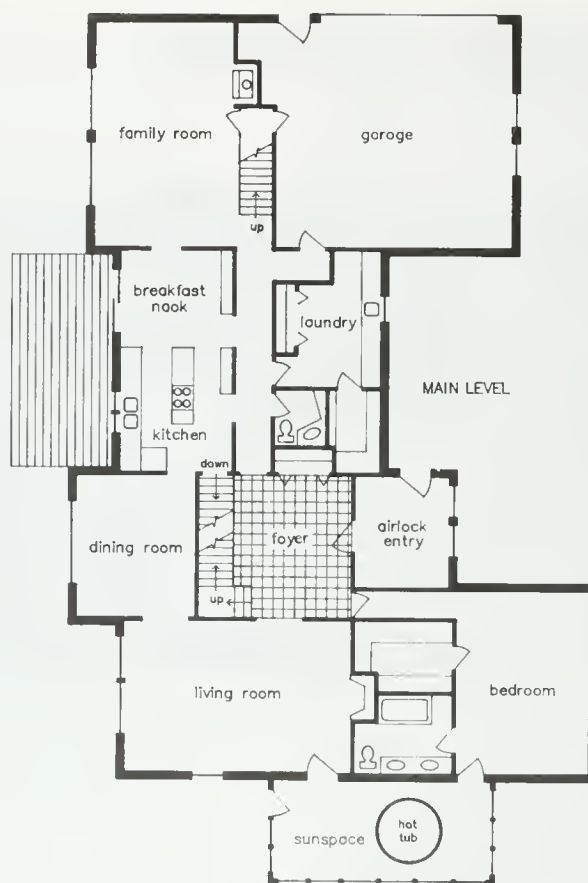 family room
garage
up
breakfast
nook
laundry
MAIN LEVEL
kitchen
down
dining room
foyer
airlock
entry
up
living room
bedroom
sunspace
hot
tub